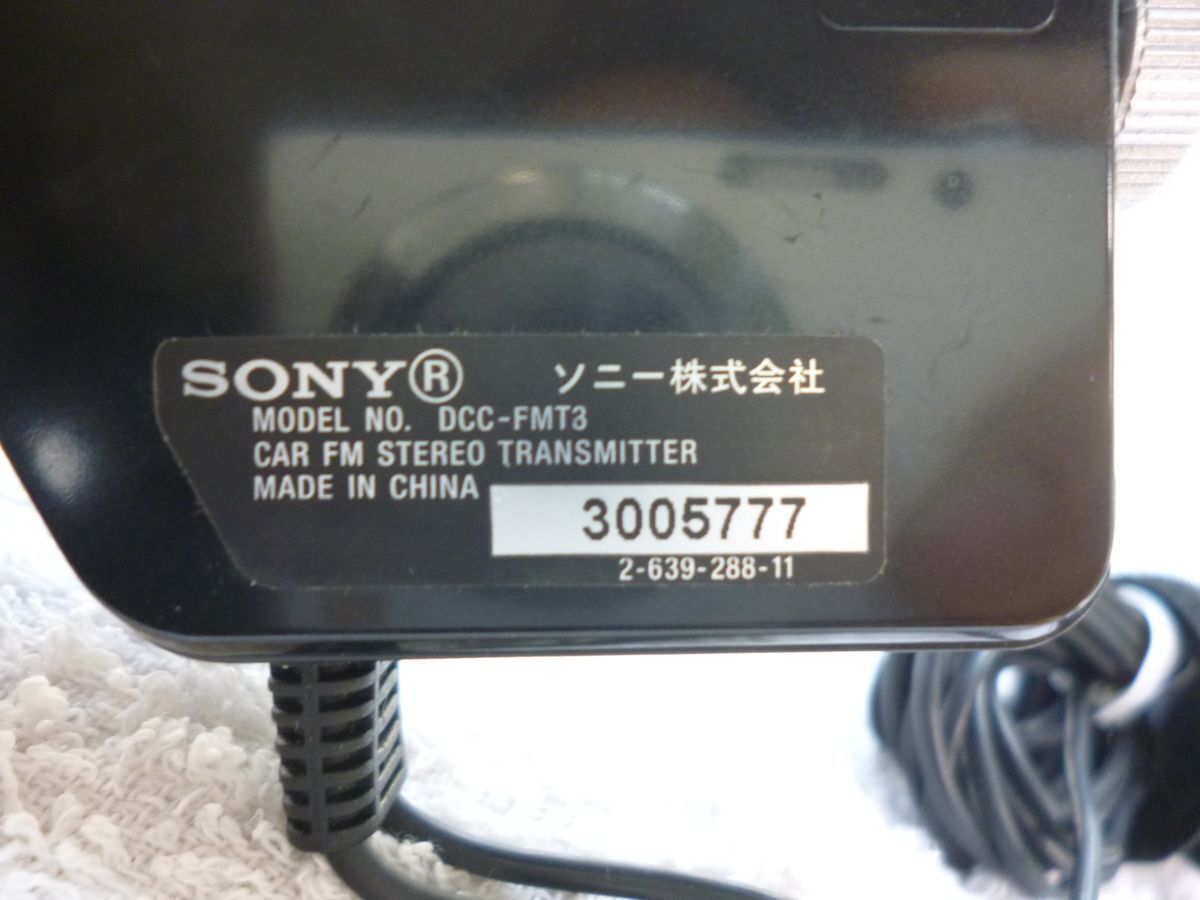 SONY® ソニー株式会社
MODEL NO. DCC-FMT3
CAR FM STEREO TRANSMITTER
MADE IN CHINA
3005777
2-639-288-11